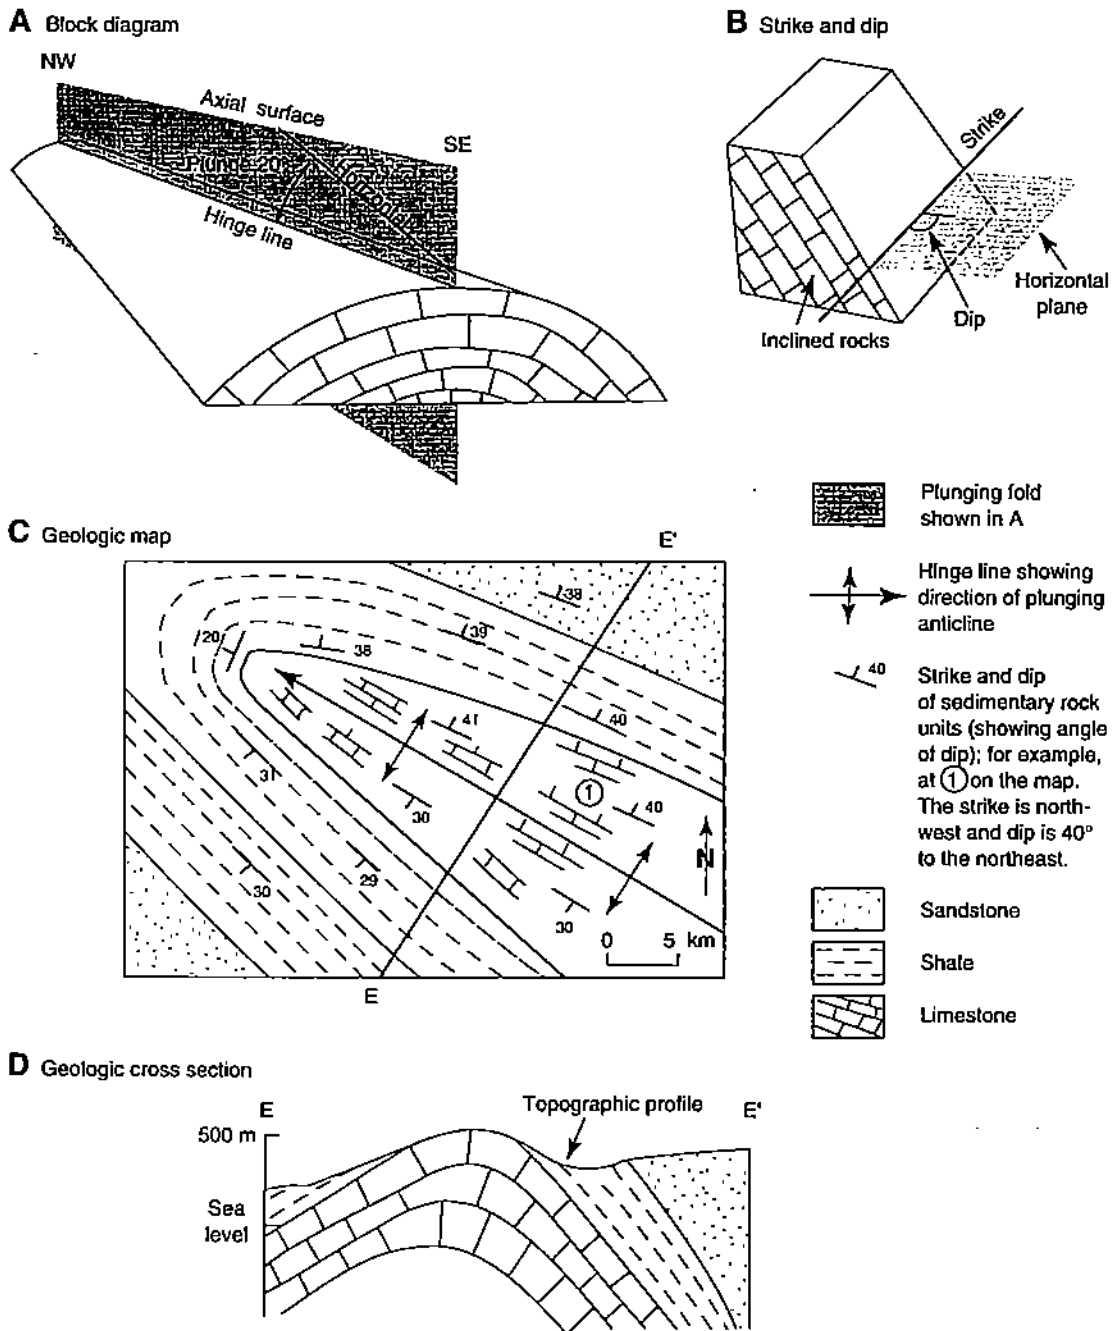 A Block diagram
NW
Axial surface
SE
Plunge 20°
Horizontal
Hinge line
B Strike and dip
Strike
Horizontal
plane
Dip
Inclined rocks
C Geologic map
E'
38
39
20
38
41
40
31
30
1
40
N
30
29
30
0 5 km
E
Plunging fold
shown in A
Hinge line showing
direction of plunging
anticline
40
Strike and dip
of sedimentary rock
units (showing angle
of dip); for example,
at 1 on the map.
The strike is north-
west and dip is 40°
to the northeast.
Sandstone
Shale
Limestone
D Geologic cross section
E
Topographic profile
E'
500 m
Sea
level